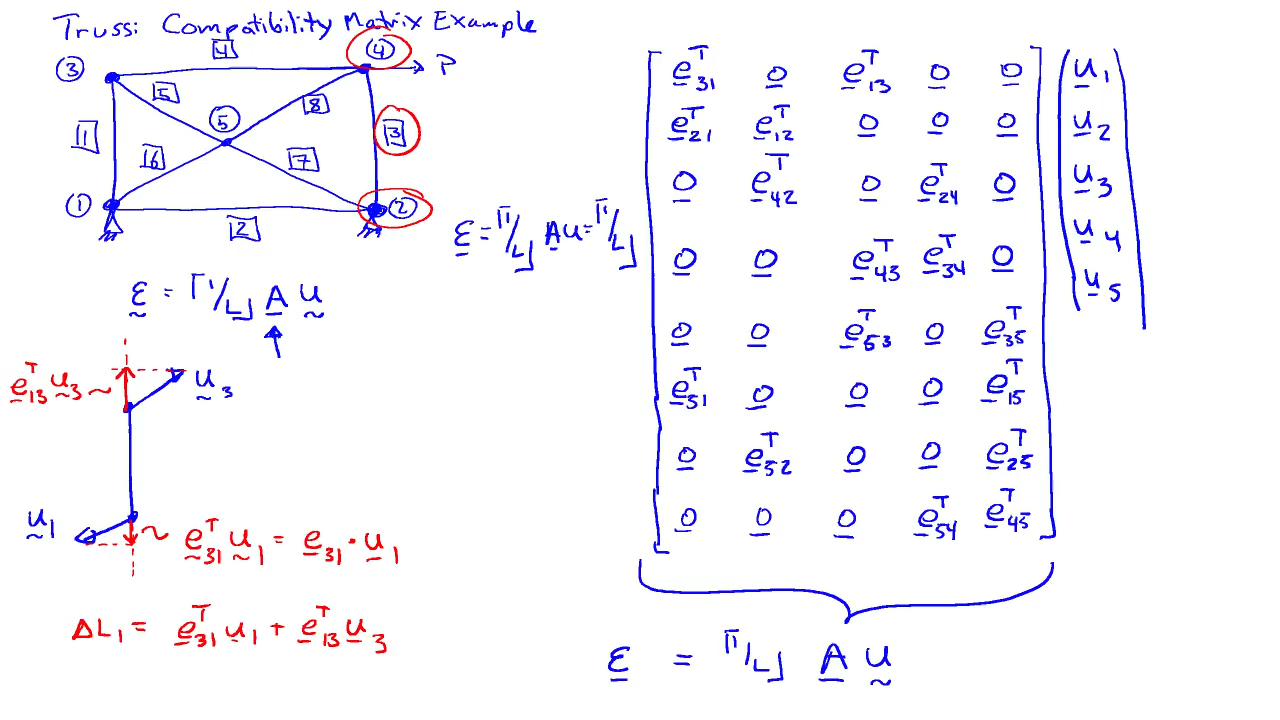 Truss: Compatibility Matrix Example
4
③ ④ P
5 8
1 ⑤ 3
6 7
① ②
2
ε = ⌈1/L⌋ A u
e₁₃ᵀ u₃ ~ u₃
u₁ ~ e₃₁ᵀ u₁ = e₃₁ · u₁
ΔL₁ = e₃₁ᵀ u₁ + e₁₃ᵀ u₃
ε = ⌈1/L⌋ A u = ⌈1/L⌋
e₃₁ᵀ 0 e₁₃ᵀ 0 0 u₁
e₂₁ᵀ e₁₂ᵀ 0 0 0 u₂
0 e₄₂ᵀ 0 e₂₄ᵀ 0 u₃
0 0 e₄₃ᵀ e₃₄ᵀ 0 u₄
0 0 e₅₃ᵀ 0 e₃₅ᵀ u₅
e₅₁ᵀ 0 0 0 e₁₅ᵀ
0 e₅₂ᵀ 0 0 e₂₅ᵀ
0 0 0 e₅₄ᵀ e₄₅ᵀ
ε = ⌈1/L⌋ A u